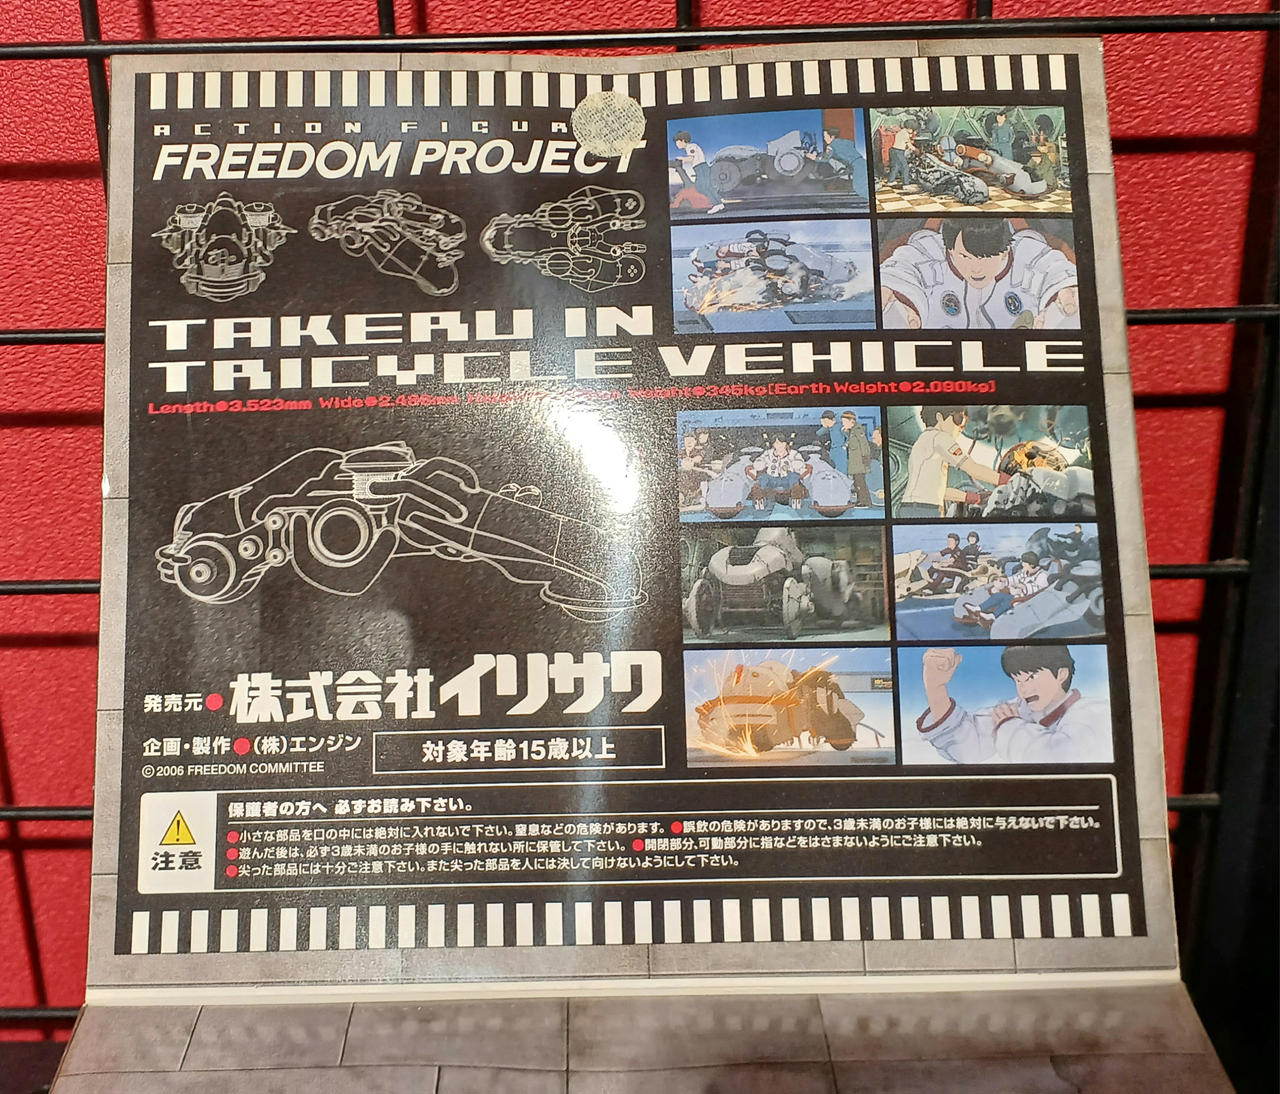 ACTION FIGURE
FREEDOM PROJECT
TAKERU IN
TRICYCLE VEHICLE
Length●3.523mm Wide●2.486mm Weight●345kg[Earth Weight●2.090kg]
発売元●株式会社イリサワ
企画・製作●(株)エンジン
©2006 FREEDOM COMMITTEE
対象年齢15歳以上
注意
保護者の方へ 必ずお読み下さい。
●小さな部品を口の中には絶対に入れないで下さい。窒息などの危険があります。 ●誤飲の危険がありますので、3歳未満のお子様には絶対に与えないで下さい。
●遊んだ後は、必ず3歳未満のお子様の手に触れない所に保管して下さい。 ●開閉部分、可動部分に指などをはさまないようにご注意下さい。
●尖った部品には十分ご注意下さい。また尖った部品を人には決して向けないようにして下さい。